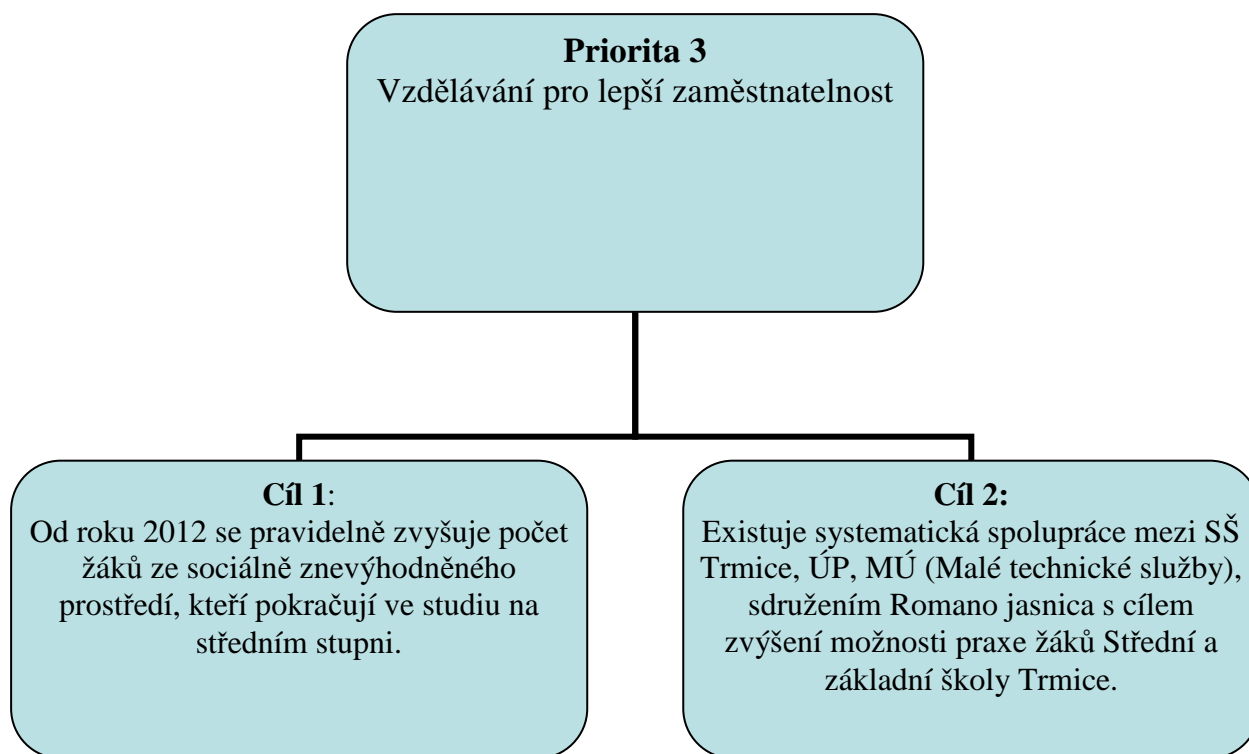 Priorita 3
Vzdělávání pro lepší zaměstnatelnost
Cíl 1:
Od roku 2012 se pravidelně zvyšuje počet
žáků ze sociálně znevýhodněného
prostředí, kteří pokračují ve studiu na
středním stupni.
Cíl 2:
Existuje systematická spolupráce mezi SŠ
Trmice, ÚP, MÚ (Malé technické služby),
sdružením Romano jasnica s cílem
zvýšení možnosti praxe žáků Střední a
základní školy Trmice.